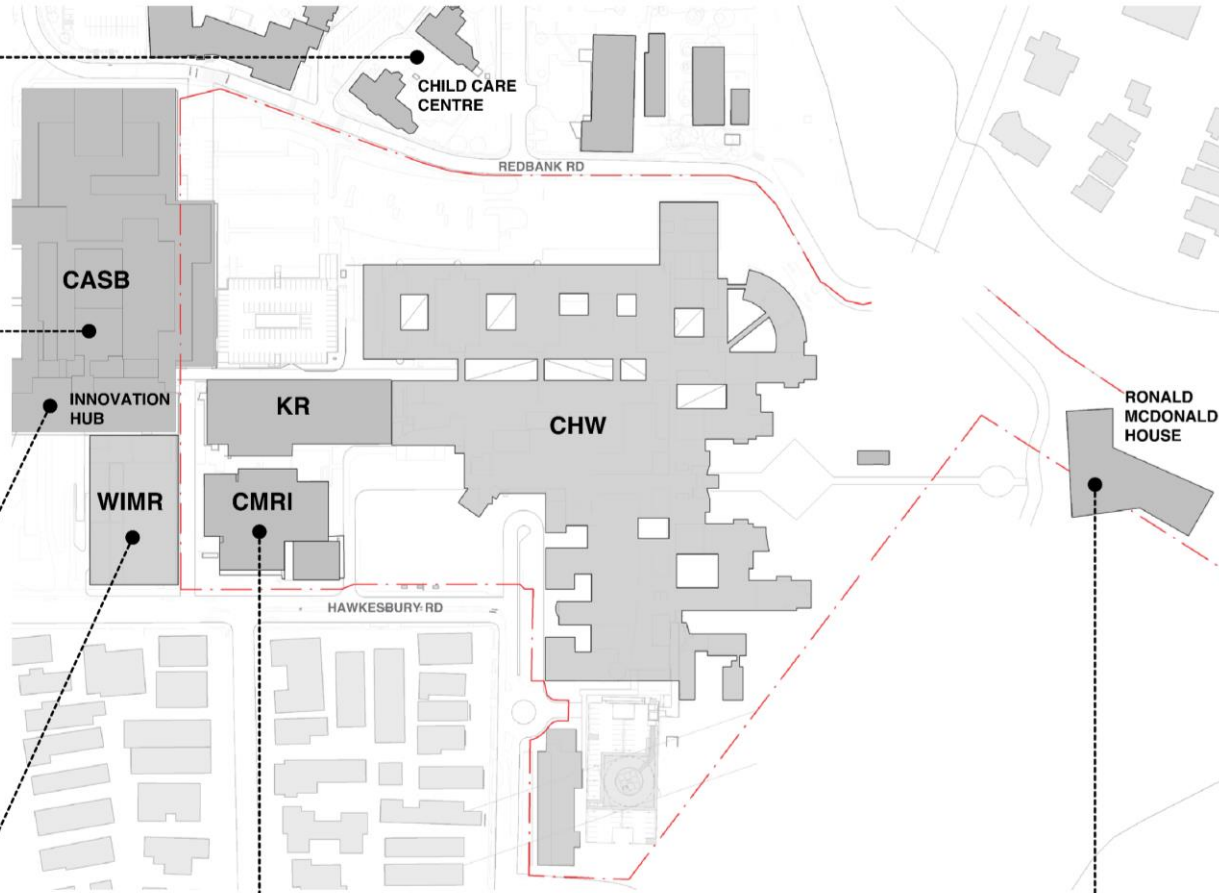 CHILD CARE
CENTRE
REDBANK RD
CASB
INNOVATION
HUB
KR
CHW
RONALD
MCDONALD
HOUSE
WIMR
CMRI
HAWKESBURY RD